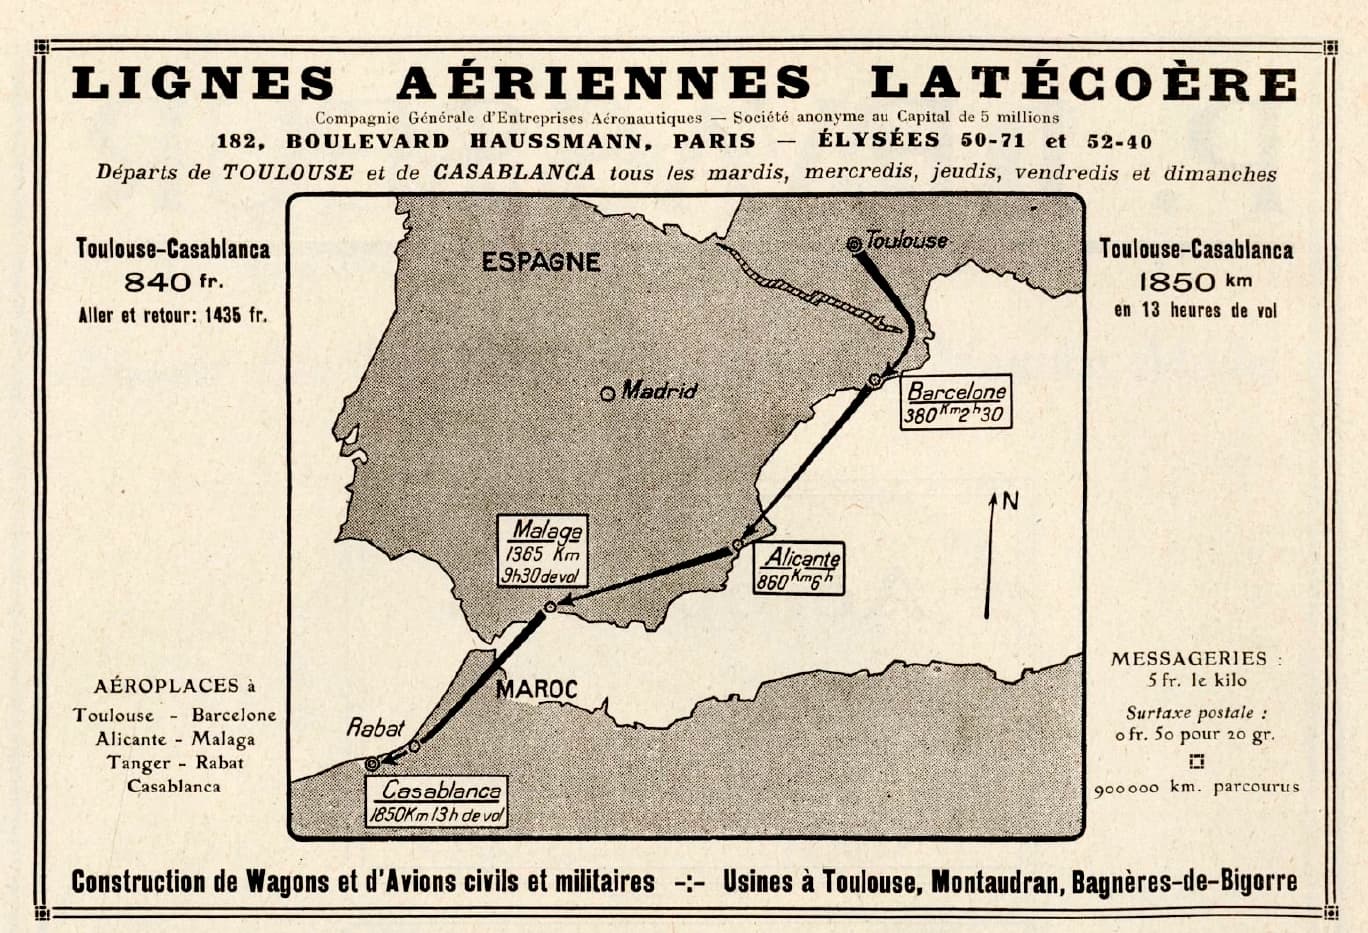 LIGNES AÉRIENNES LATÉCOÈRE
Compagnie Générale d'Entreprises Aéronautiques — Société anonyme au Capital de 5 millions
182, BOULEVARD HAUSSMANN, PARIS — ÉLYSÉES 50-71 et 52-40
Départs de TOULOUSE et de CASABLANCA tous les mardis, mercredis, jeudis, vendredis et dimanches
Toulouse-Casablanca
840 fr.
Aller et retour: 1435 fr.
ESPAGNE
Toulouse
Madrid
Barcelone
380 Km 2h30
N
Malaga
1365 Km
9h30 de vol
Alicante
860 Km 6h
MAROC
Rabat
Casablanca
1850 Km 13h de vol
Toulouse-Casablanca
1850 km
en 13 heures de vol
AÉROPLACES à
Toulouse - Barcelone
Alicante - Malaga
Tanger - Rabat
Casablanca
MESSAGERIES :
5 fr. le kilo
Surtaxe postale :
0 fr. 50 pour 20 gr.
900000 km. parcourus
Construction de Wagons et d'Avions civils et militaires -:- Usines à Toulouse, Montaudran, Bagnères-de-Bigorre